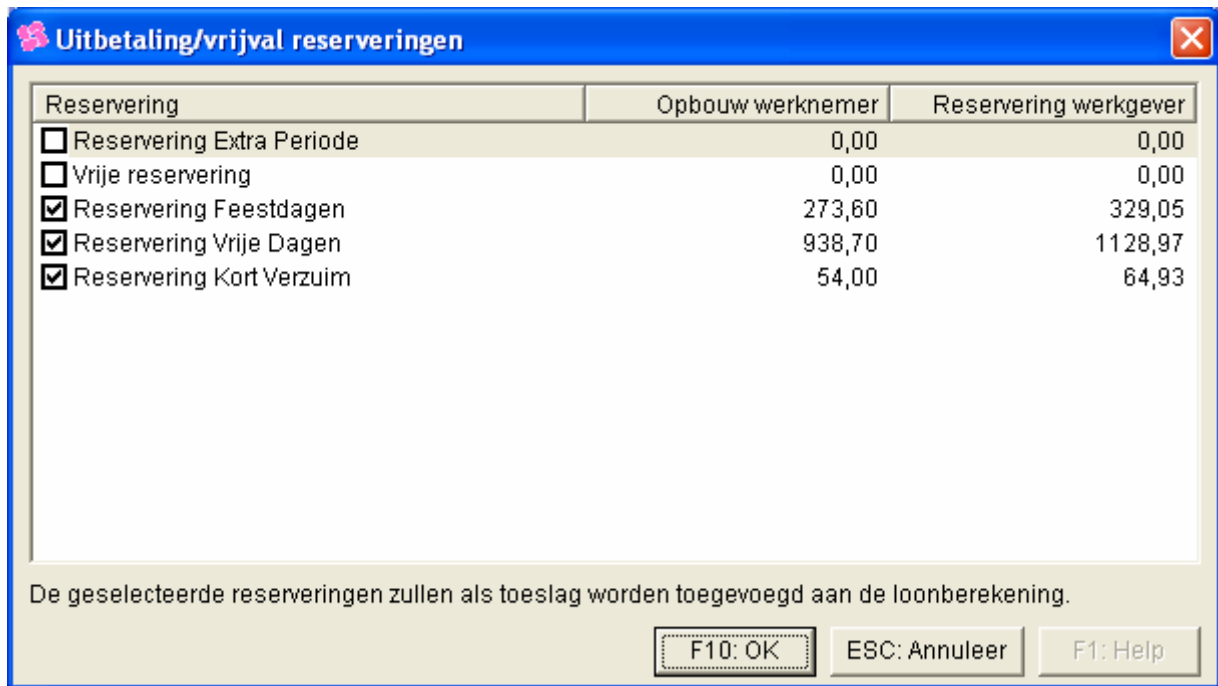 Uitbetaling/vrijval reserveringen
Reservering Opbouw werknemer Reservering werkgever
Reservering Extra Periode 0,00 0,00
Vrije reservering 0,00 0,00
Reservering Feestdagen 273,60 329,05
Reservering Vrije Dagen 938,70 1128,97
Reservering Kort Verzuim 54,00 64,93
De geselecteerde reserveringen zullen als toeslag worden toegevoegd aan de loonberekening.
F10: OK ESC: Annuleer F1: Help